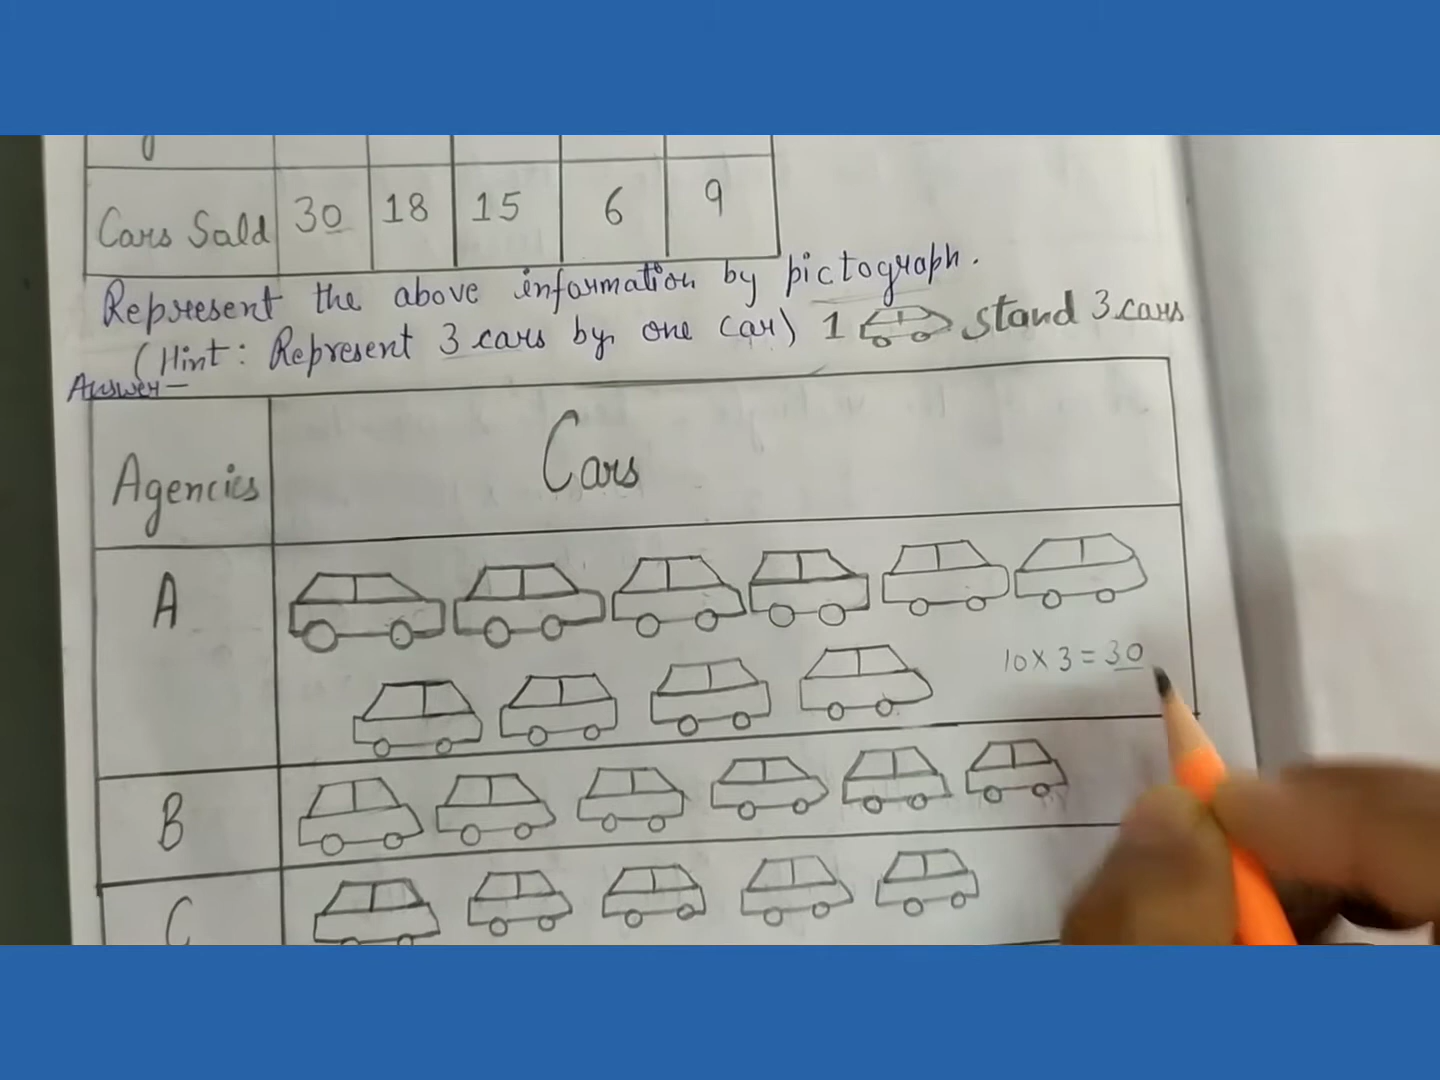 Cars Sald 30 18 15 6 9
Represent the above information by pictograph.
(Hint: Represent 3 cars by one car) 1 stand 3 cars
Answer-
Agencies Cars
A
10 x 3 = 30
B
C